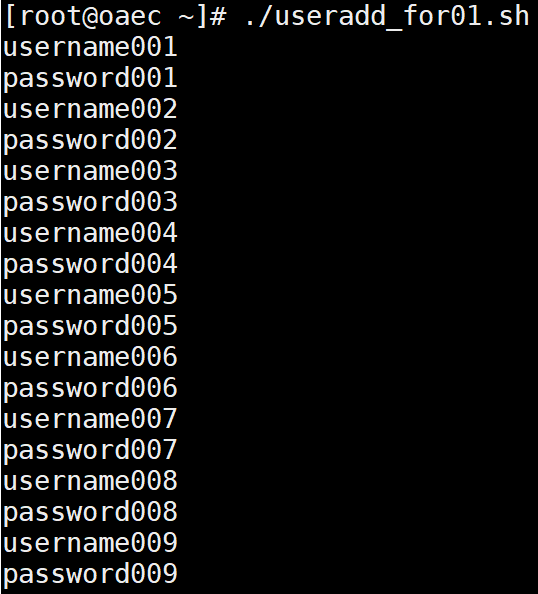 [root@oaec ~]# ./useradd_for01.sh
username001
password001
username002
password002
username003
password003
username004
password004
username005
password005
username006
password006
username007
password007
username008
password008
username009
password009